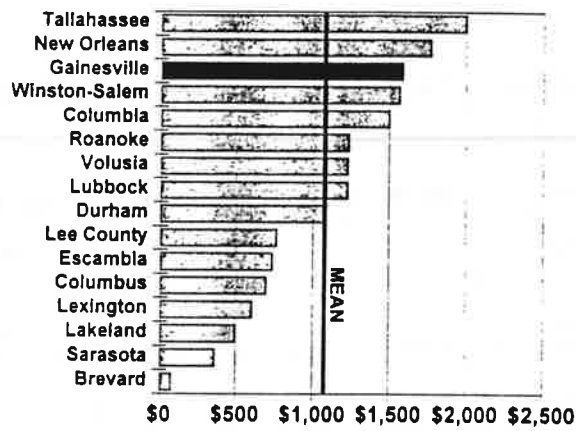 Tallahassee
New Orleans
Gainesville
Winston-Salem
Columbia
Roanoke
Volusia
Lubbock
Durham
Lee County
Escambia
Columbus
Lexington
Lakeland
Sarasota
Brevard
MEAN
$0 $500 $1,000 $1,500 $2,000 $2,500